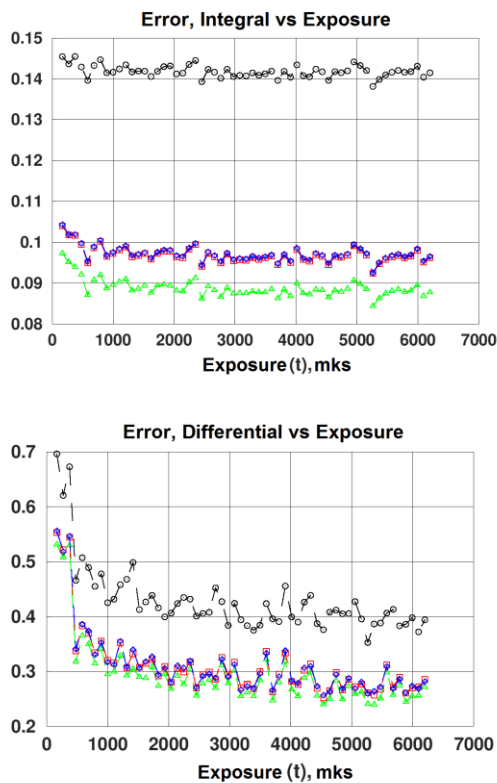 Error, Integral vs Exposure
0.15
0.14
0.13
0.12
0.11
0.1
0.09
0.08
0 1000 2000 3000 4000 5000 6000 7000
Exposure (t), mks
Error, Differential vs Exposure
0.7
0.6
0.5
0.4
0.3
0.2
0 1000 2000 3000 4000 5000 6000 7000
Exposure (t), mks